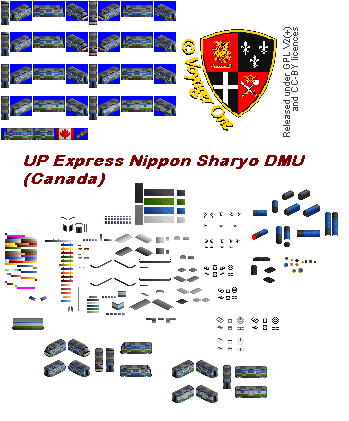 © Voyager One
Released under GPL v2(+)
and CC-BY licences
UP Express Nippon Sharyo DMU
(Canada)